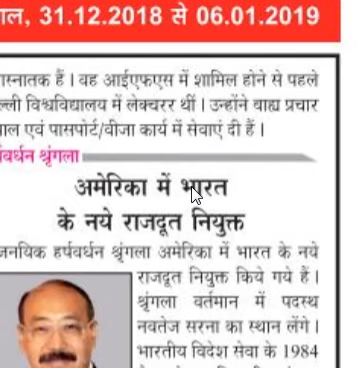 ाल, 31.12.2018 से 06.01.2019
ास्नातक हैं । वह आईएफएस में शामिल होने से पहले
ल्ली विश्वविद्यालय में लेक्चरर थीं । उन्होंने वाह्य प्रचार
ाल एवं पासपोर्ट/वीजा कार्य में सेवाएं दी हैं ।
र्षवर्धन श्रृंगला
अमेरिका में भारत
के नये राजदूत नियुक्त
जनयिक हर्षवर्धन श्रृंगला अमेरिका में भारत के नये
राजदूत नियुक्त किये गये हैं ।
श्रृंगला वर्तमान में पदस्थ
नवतेज सरना का स्थान लेंगे ।
भारतीय विदेश सेवा के 1984